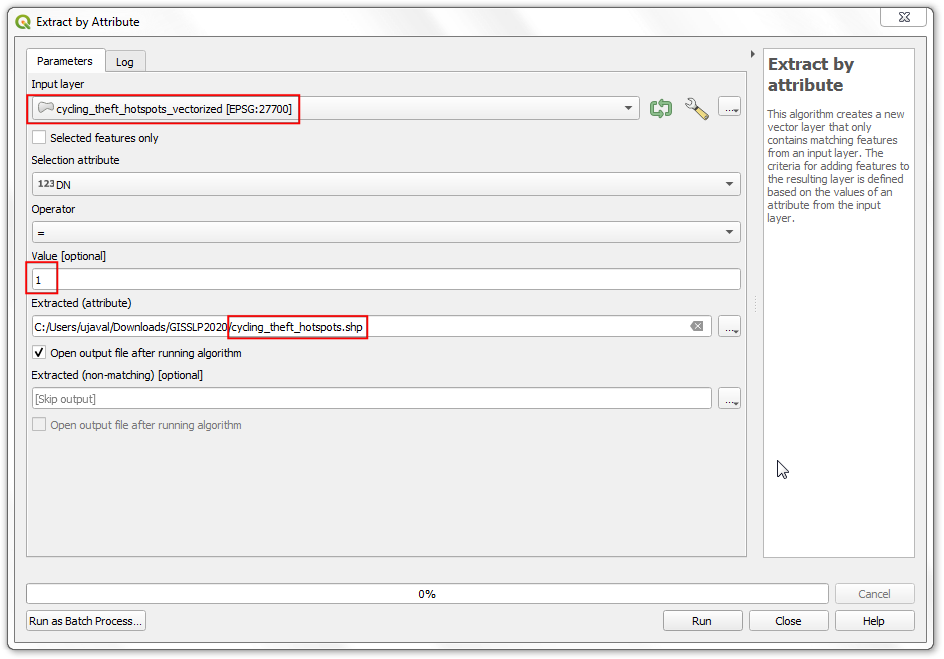 Extract by Attribute
Parameters
Log
Input layer
cycling_theft_hotspots_vectorized [EPSG:27700]
...
Selected features only
Selection attribute
123 DN
Operator
=
Value [optional]
1
Extracted (attribute)
C:/Users/ujaval/Downloads/GISSLP2020/cycling_theft_hotspots.shp
...
Open output file after running algorithm
Extracted (non-matching) [optional]
[Skip output]
...
Open output file after running algorithm
Extract by
attribute
This algorithm creates a new
vector layer that only
contains matching features
from an input layer. The
criteria for adding features to
the resulting layer is defined
based on the values of an
attribute from the input
layer.
0%
Cancel
Run as Batch Process...
Run
Close
Help